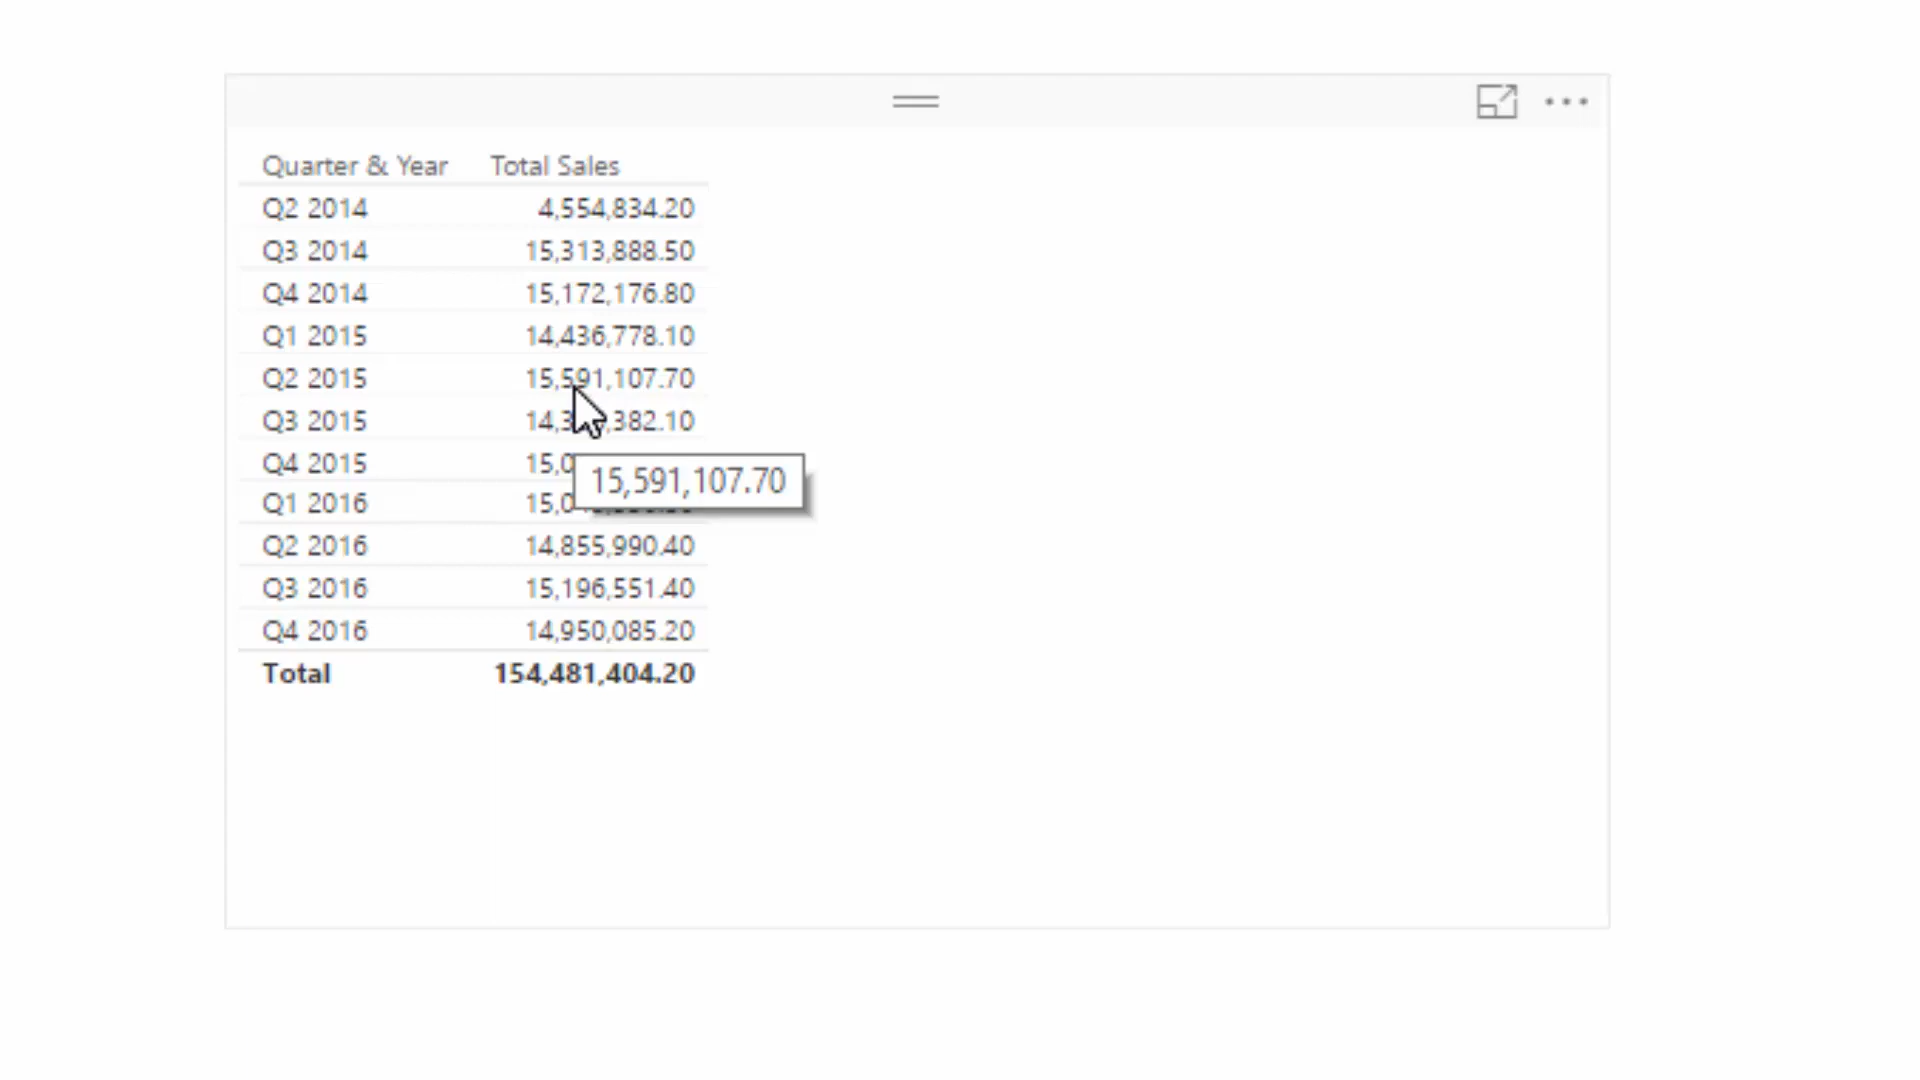 Quarter & Year Total Sales
Q2 2014 4,554,834.20
Q3 2014 15,313,888.50
Q4 2014 15,172,176.80
Q1 2015 14,436,778.10
Q2 2015 15,591,107.70
Q3 2015
Q4 2015
15,591,107.70
Q1 2016
Q2 2016 14,855,990.40
Q3 2016 15,196,551.40
Q4 2016 14,950,085.20
Total 154,481,404.20